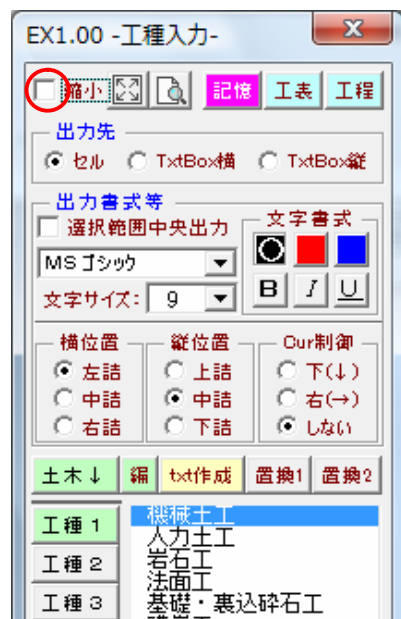 EX1.00 -工種入力-
縮小 記憶 工表 工程
出力先
セル TxtBox横 TxtBox縦
出力書式等
選択範囲中央出力
文字書式
MS ゴシック
文字サイズ: 9
B I U
横位置 縦位置 Cur制御
左詰 上詰 下(↓)
中詰 中詰 右(→)
右詰 下詰 しない
土木↓ 編 txt作成 置換1 置換2
工種 1
工種 2
工種 3
機械土工
人力土工
岩石工
法面工
基礎・裏込砕石工